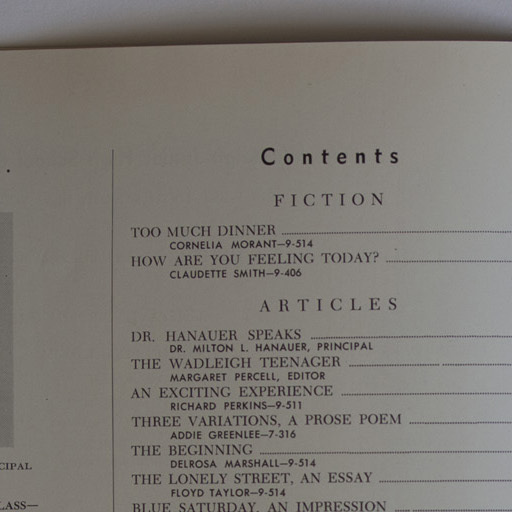 Contents
FICTION
TOO MUCH DINNER
CORNELIA MORANT—9-514
HOW ARE YOU FEELING TODAY?
CLAUDETTE SMITH—9-406
ARTICLES
DR. HANAUER SPEAKS
DR. MILTON L. HANAUER, PRINCIPAL
THE WADLEIGH TEENAGER
MARGARET PERCELL, EDITOR
AN EXCITING EXPERIENCE
RICHARD PERKINS—9-511
THREE VARIATIONS, A PROSE POEM
ADDIE GREENLEE—7-316
THE BEGINNING
DELROSA MARSHALL—9-514
THE LONELY STREET, AN ESSAY
FLOYD TAYLOR—9-514
BLUE SATURDAY, AN IMPRESSION
CIPAL
LASS—